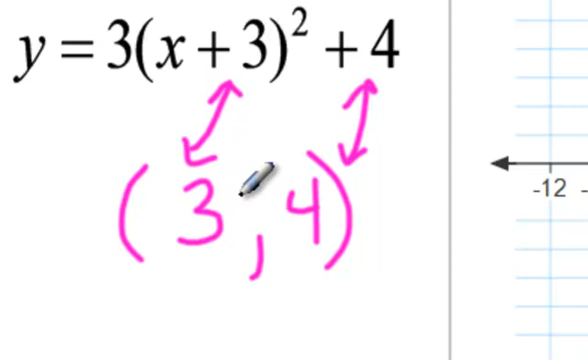 y = 3(x + 3)² + 4
(3, 4)
-12